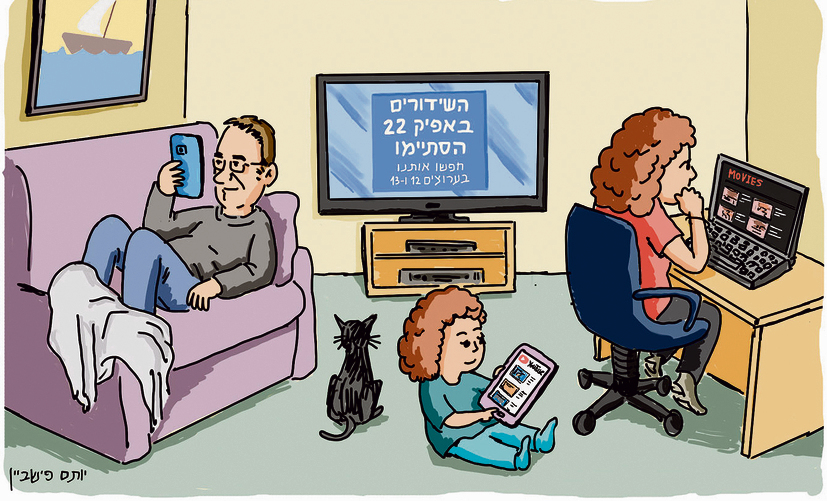 השידורים
באפיק 22
הסתיימו
חפשו אותנו
בערוצים 12 ו-13
MOVIES
יותם פישביין